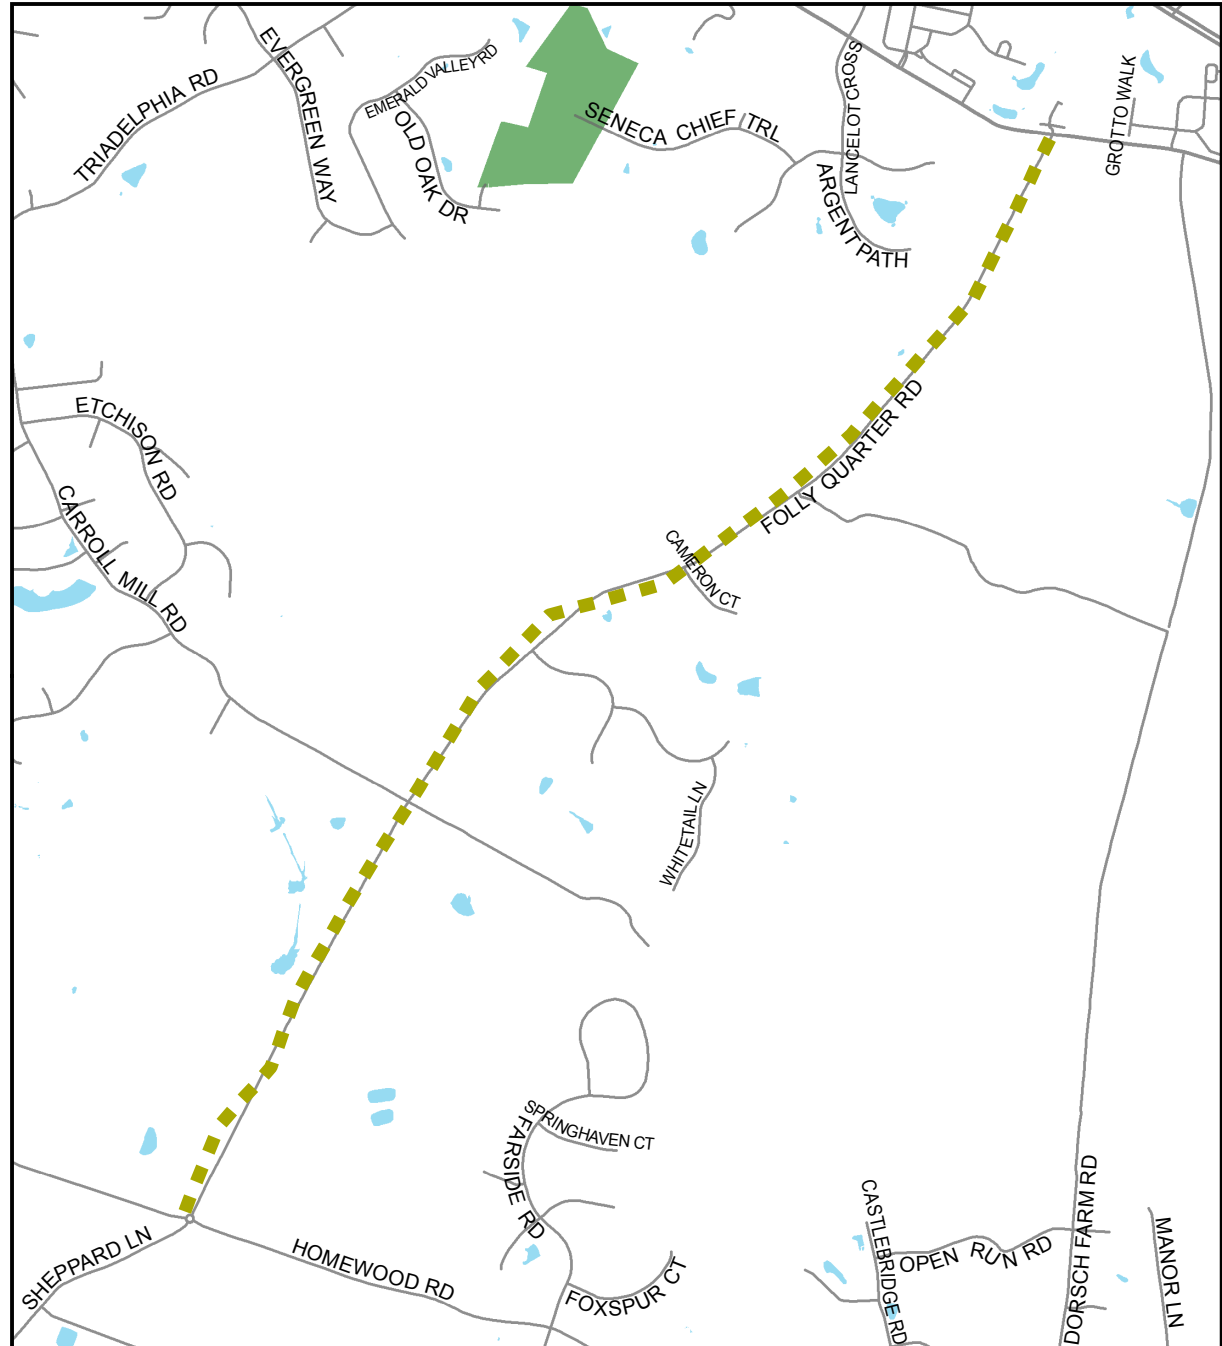 EVERGREEN WAY
TRIADELPHIA RD
EMERALD VALLEY RD
OLD OAK DR
SENECA CHIEF TRL
LANCELOT CROSS
GROTTO WALK
ARGENT PATH
ETCHISON RD
FOLLY QUARTER RD
CARROLL MILL RD
CAMERON CT
WHITETAIL LN
SPRINGHAVEN CT
FARSIDE RD
SHEPPARD LN
HOMEWOOD RD
FOXSPUR CT
CASTLEBRIDGE RD
OPEN RUN RD
DORSCH FARM RD
MANOR LN